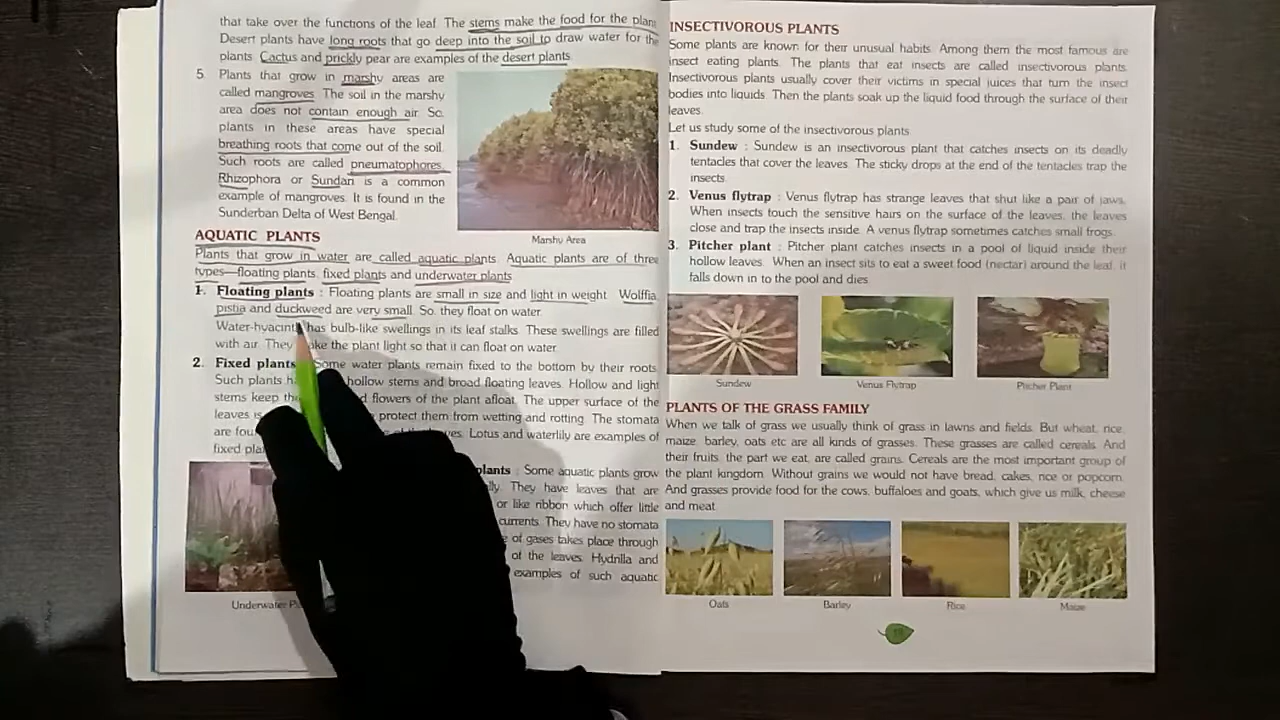 that take over the functions of the leaf. The stems make the food for the plant
Desert plants have long roots that go deep into the soil to draw water for the
plants. Cactus and prickly pear are examples of the desert plants.
5. Plants that grow in marshy areas are
called mangroves. The soil in the marshy
area does not contain enough air. So,
plants in these areas have special
breathing roots that come out of the soil.
Such roots are called pneumatophores.
Rhizophora or Sundari is a common
example of mangroves. It is found in the
Sunderban Delta of West Bengal.
Marshy Area
AQUATIC PLANTS
Plants that grow in water are called aquatic plants. Aquatic plants are of three
types—floating plants, fixed plants and underwater plants.
1. Floating plants : Floating plants are small in size and light in weight. Wolffia,
pistia and duckweed are very small. So, they float on water.
Water-hyacinth has bulb-like swellings in its leaf stalks. These swellings are filled
with air. They make the plant light so that it can float on water.
2. Fixed plants Some water plants remain fixed to the bottom by their roots.
Such plants hollow stems and broad floating leaves. Hollow and light
stems keep flowers of the plant afloat. The upper surface of the
leaves is protect them from wetting and rotting. The stomata
are of the leaves. Lotus and waterlily are examples of
fixed
plants : Some aquatic plants grow
They have leaves that are
or like ribbon which offer little
currents. They have no stomata
of gases takes place through
of the leaves. Hydrilla and
examples of such aquatic
Underwater
INSECTIVOROUS PLANTS
Some plants are known for their unusual habits. Among them the most famous are
insect eating plants. The plants that eat insects are called insectivorous plants.
Insectivorous plants usually cover their victims in special juices that turn the insect
bodies into liquids. Then the plants soak up the liquid food through the surface of their
leaves.
Let us study some of the insectivorous plants
1. Sundew : Sundew is an insectivorous plant that catches insects on its deadly
tentacles that cover the leaves. The sticky drops at the end of the tentacles trap the
insects.
2. Venus flytrap : Venus flytrap has strange leaves that shut like a pair of jaws.
When insects touch the sensitive hairs on the surface of the leaves, the leaves
close and trap the insects inside. A venus flytrap sometimes catches small frogs.
3. Pitcher plant : Pitcher plant catches insects in a pool of liquid inside their
hollow leaves. When an insect sits to eat a sweet food (nectar) around the leaf, it
falls down in to the pool and dies.
Sundew Venus Flytrap Pitcher Plant
PLANTS OF THE GRASS FAMILY
When we talk of grass we usually think of grass in lawns and fields. But wheat, rice,
maize, barley, oats etc are all kinds of grasses. These grasses are called cereals. And
their fruits, the part we eat, are called grains. Cereals are the most important group of
the plant kingdom. Without grains we would not have bread, cakes, rice or popcorn.
And grasses provide food for the cows, buffaloes and goats, which give us milk, cheese
and meat.
Oats Barley Rice Maize